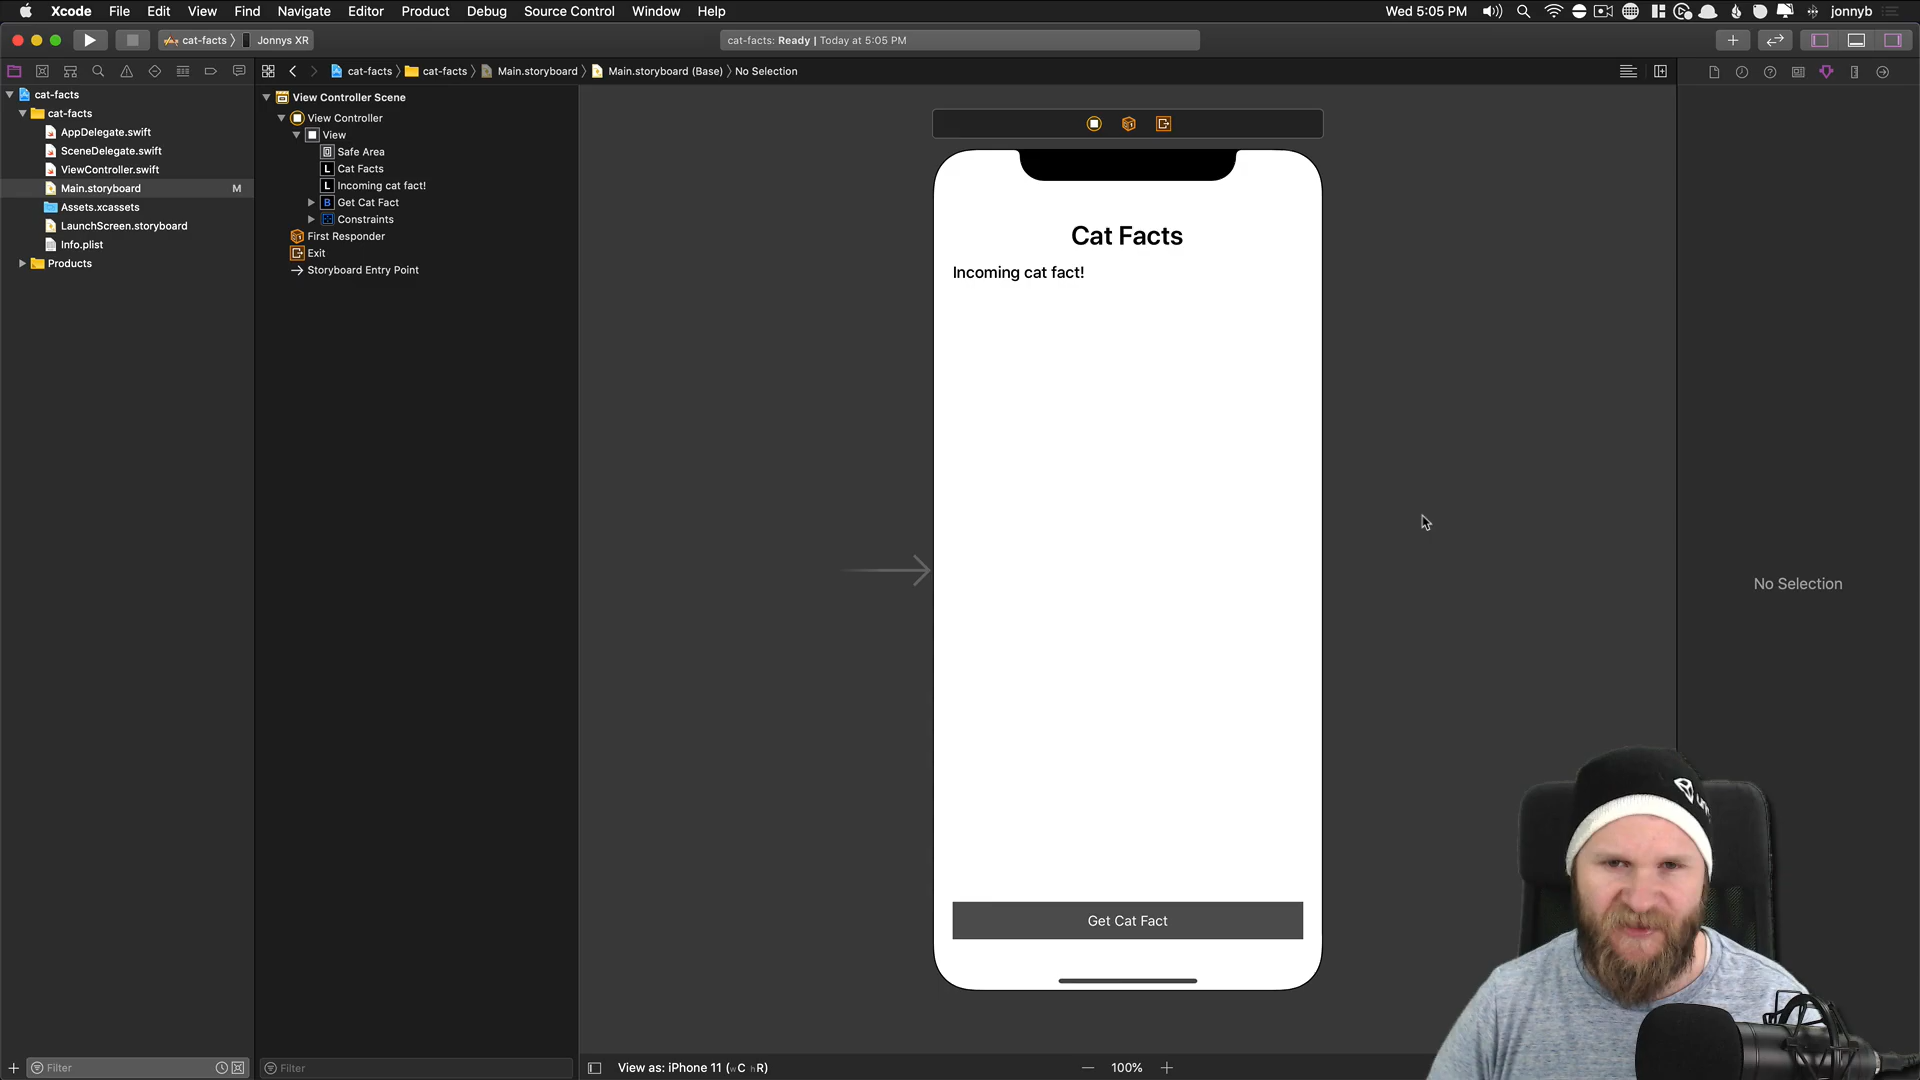 Xcode File Edit View Find Navigate Editor Product Debug Source Control Window Help Wed 5:05 PM jonnyb
cat-facts Jonnys XR cat-facts: Ready | Today at 5:05 PM
cat-facts cat-facts Main.storyboard Main.storyboard (Base) No Selection
cat-facts
cat-facts
AppDelegate.swift
SceneDelegate.swift
ViewController.swift
Main.storyboard M
Assets.xcassets
LaunchScreen.storyboard
Info.plist
Products
View Controller Scene
View Controller
View
Safe Area
L Cat Facts
L Incoming cat fact!
B Get Cat Fact
Constraints
First Responder
Exit
Storyboard Entry Point
Cat Facts
Incoming cat fact!
Get Cat Fact
No Selection
Filter
Filter
View as: iPhone 11 (wC hR)
100%